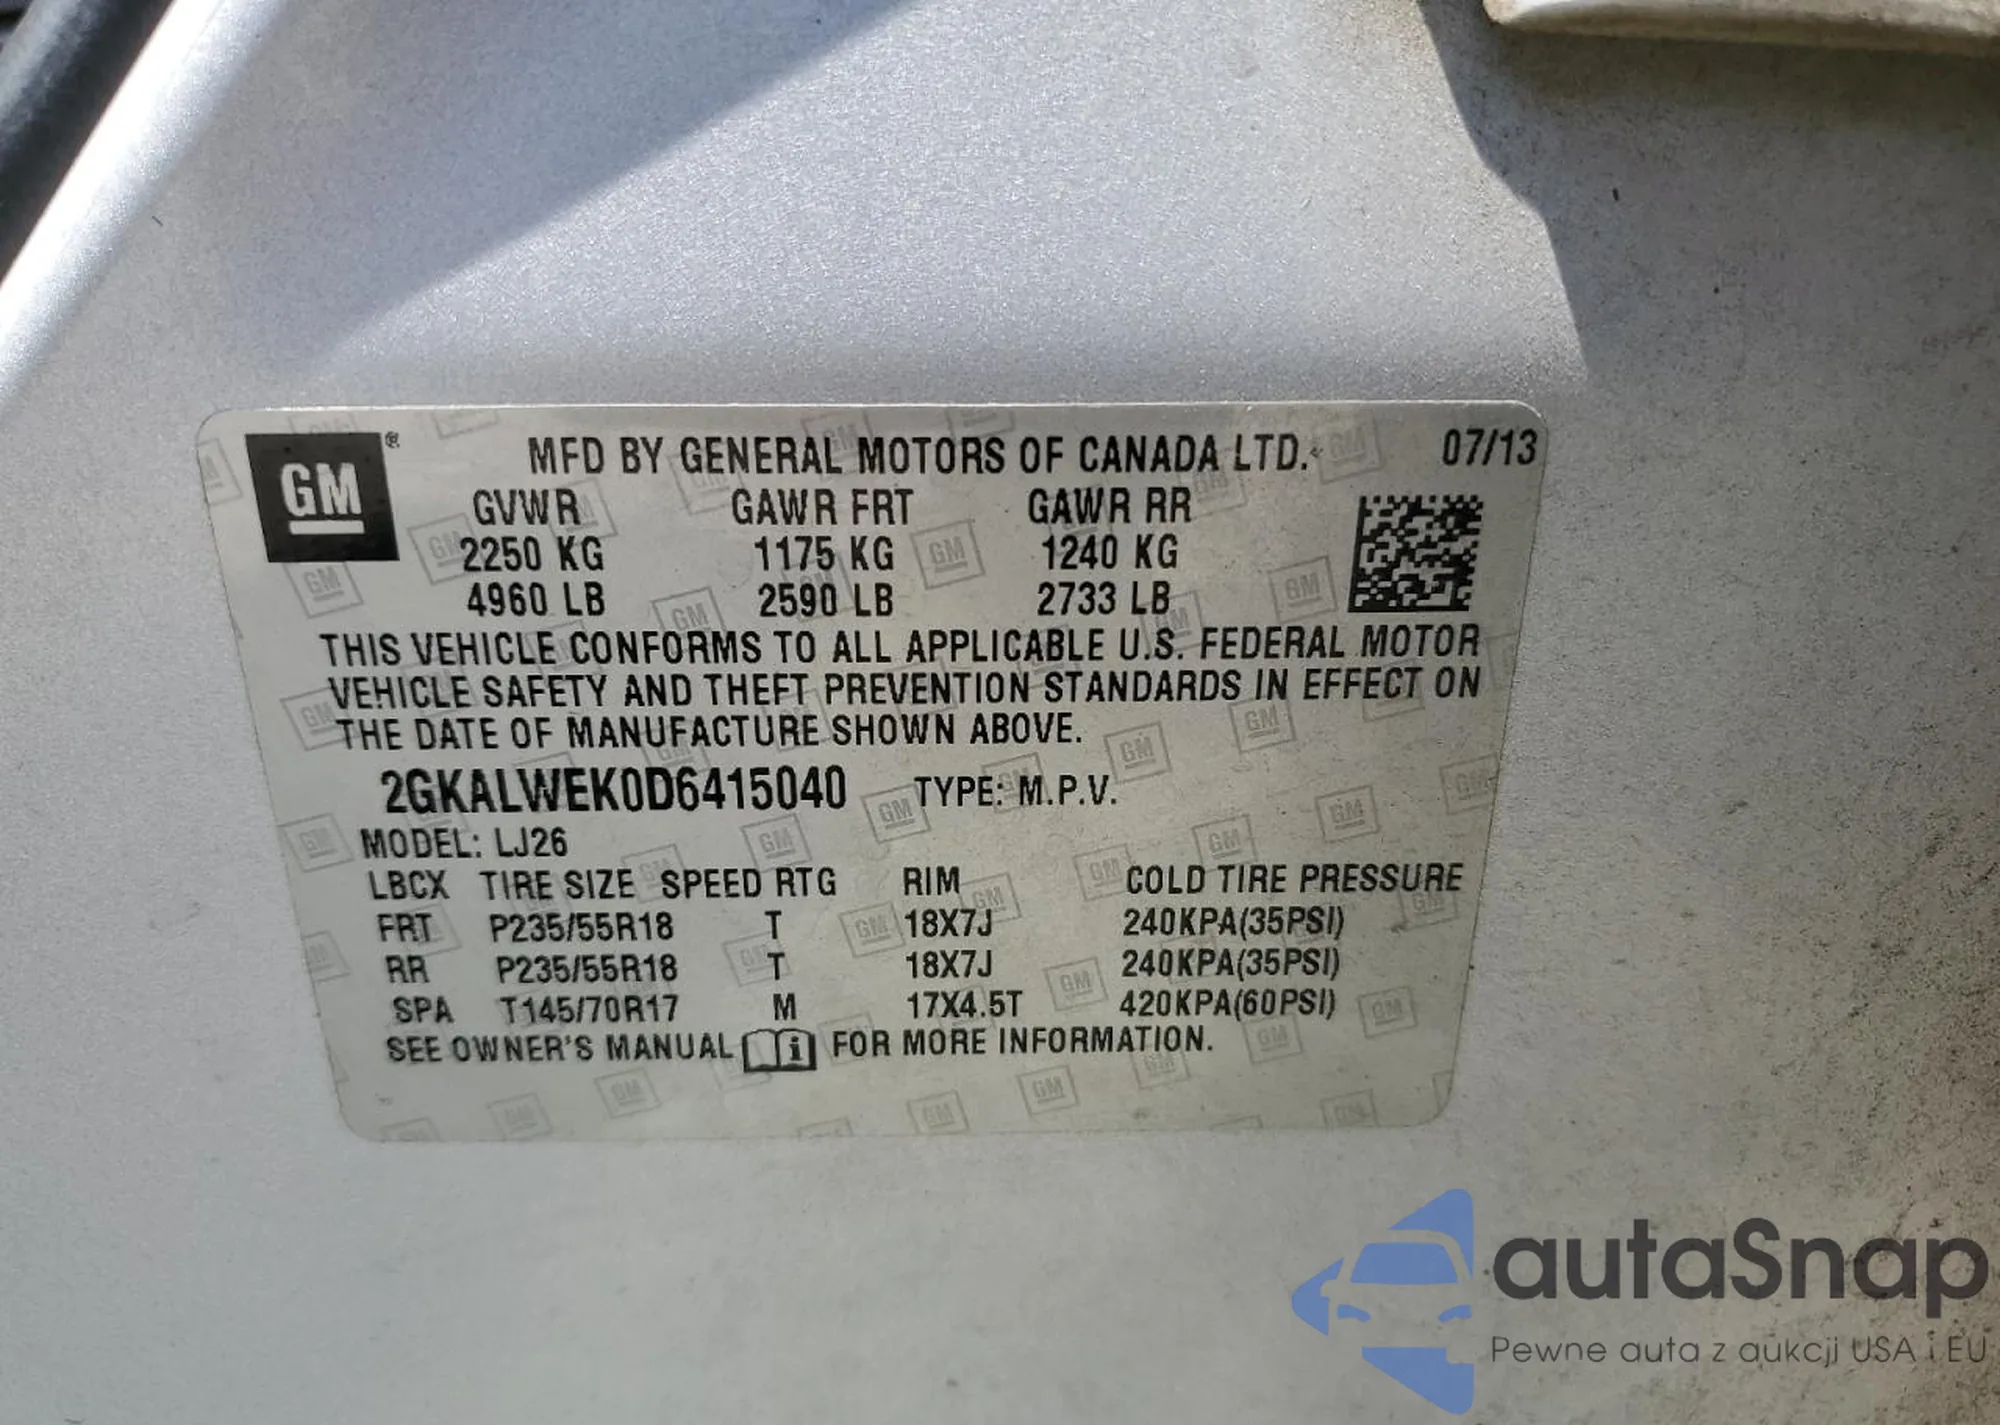 GM®
MFD BY GENERAL MOTORS OF CANADA LTD. 07/13
GVWR GAWR FRT GAWR RR
2250 KG 1175 KG 1240 KG
4960 LB 2590 LB 2733 LB
THIS VEHICLE CONFORMS TO ALL APPLICABLE U.S. FEDERAL MOTOR
VEHICLE SAFETY AND THEFT PREVENTION STANDARDS IN EFFECT ON
THE DATE OF MANUFACTURE SHOWN ABOVE.
2GKALWEK0D6415040 TYPE: M.P.V.
MODEL: LJ26
LBCX TIRE SIZE SPEED RTG RIM COLD TIRE PRESSURE
FRT P235/55R18 T 18X7J 240KPA(35PSI)
RR P235/55R18 T 18X7J 240KPA(35PSI)
SPA T145/70R17 M 17X4.5T 420KPA(60PSI)
SEE OWNER'S MANUAL i FOR MORE INFORMATION.
autaSnap
Pewne auta z aukcji USA i EU